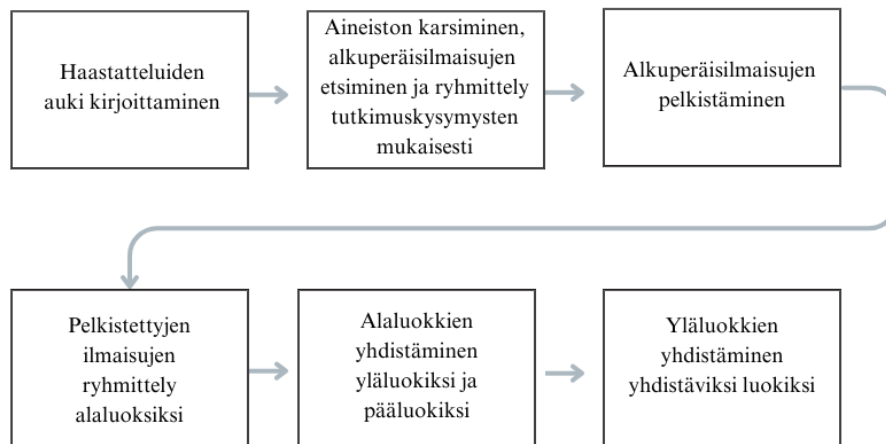 Haastatteluiden
auki kirjoittaminen
Aineiston karsiminen,
alkuperäisilmaisujen
etsiminen ja ryhmittely
tutkimuskysymysten
mukaisesti
Alkuperäisilmaisujen
pelkistäminen
Pelkistettyjen
ilmaisujen
ryhmittely
alaluoksiksi
Alaluokkien
yhdistäminen
yläluokiksi ja
pääluokiksi
Yläluokkien
yhdistäminen
yhdistäviksi luokiksi